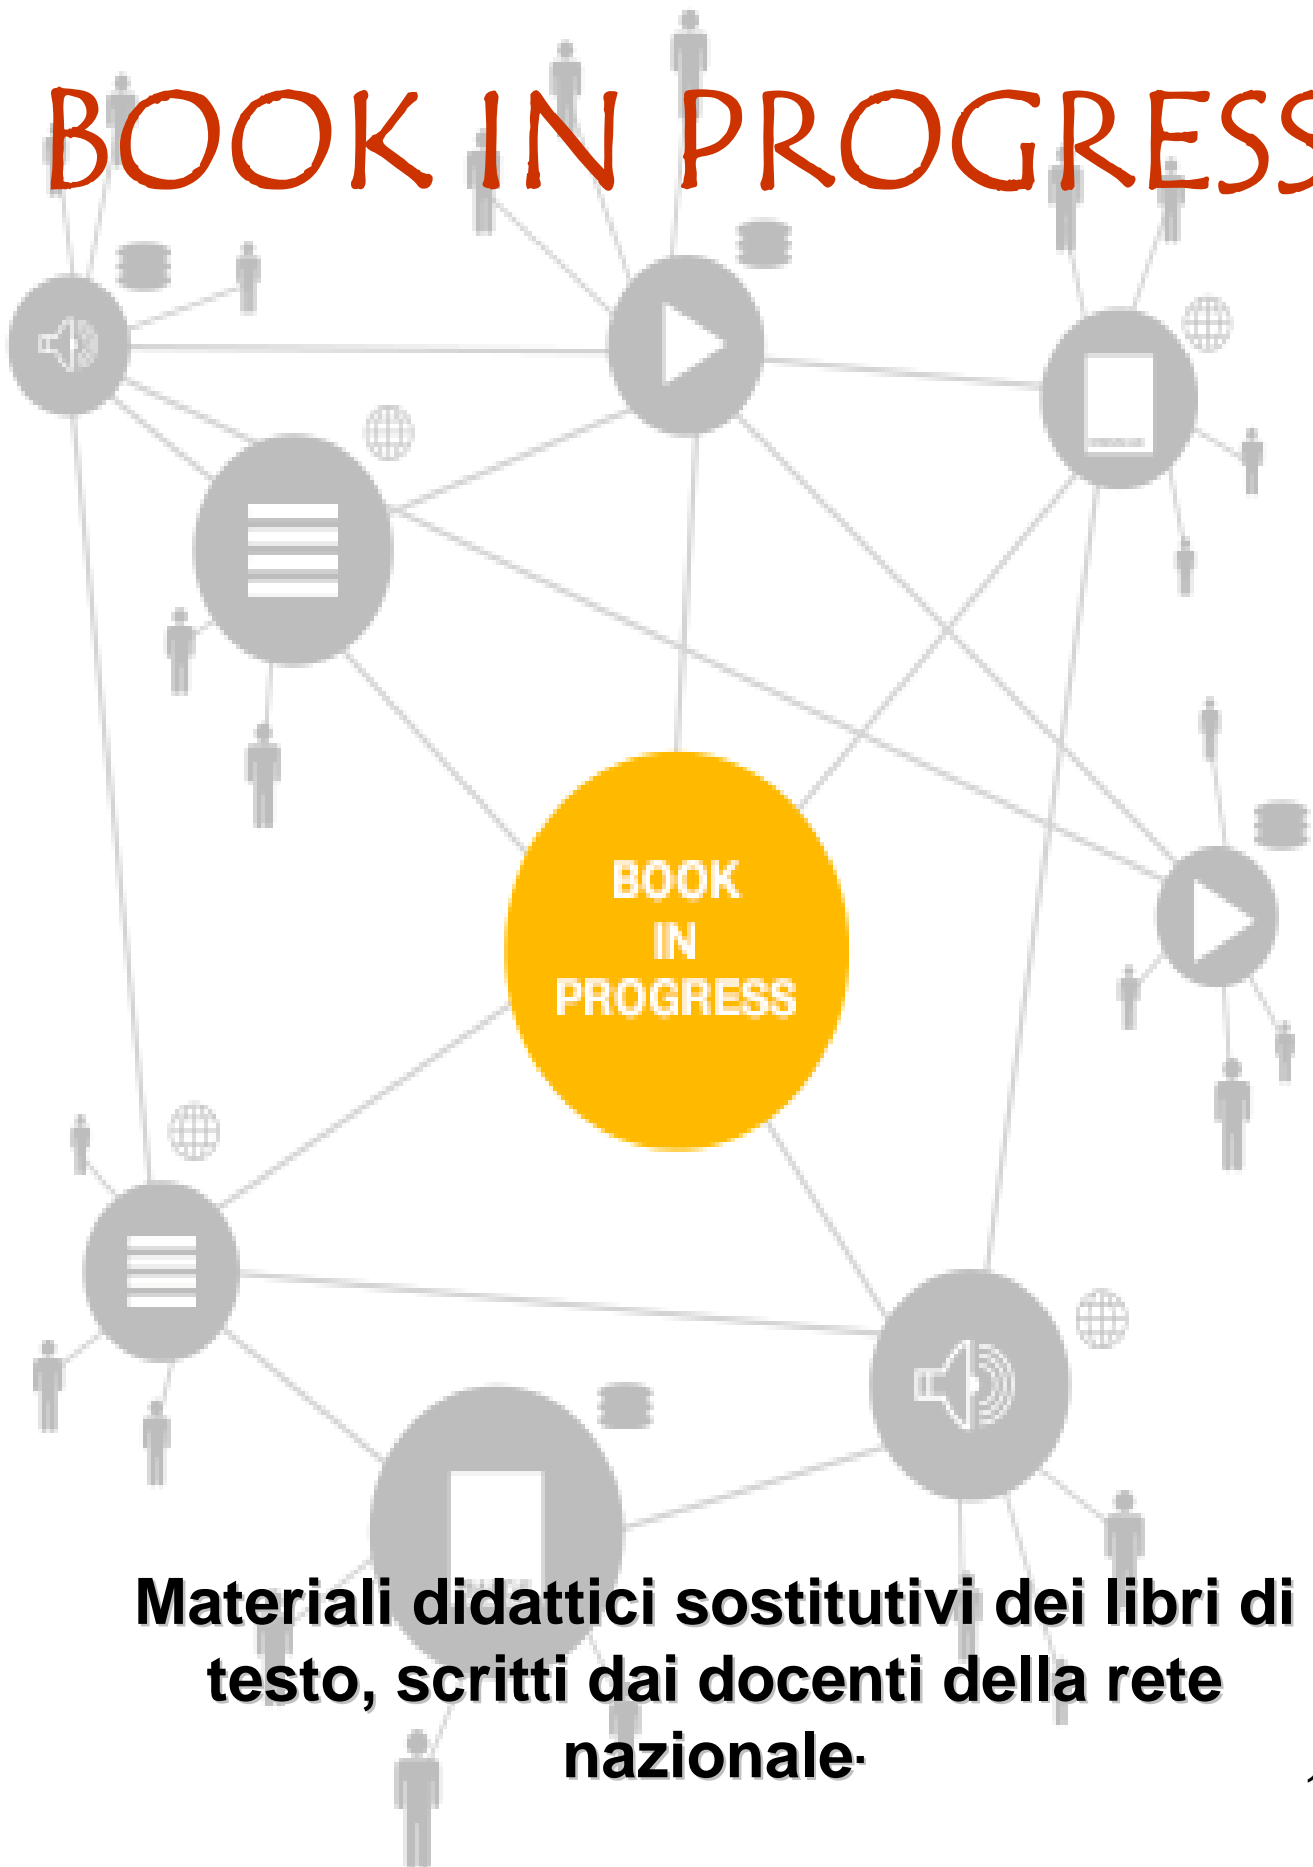 BOOK IN PROGRESS
BOOK
IN
PROGRESS
Materiali didattici sostitutivi dei libri di
testo, scritti dai docenti della rete
nazionale.